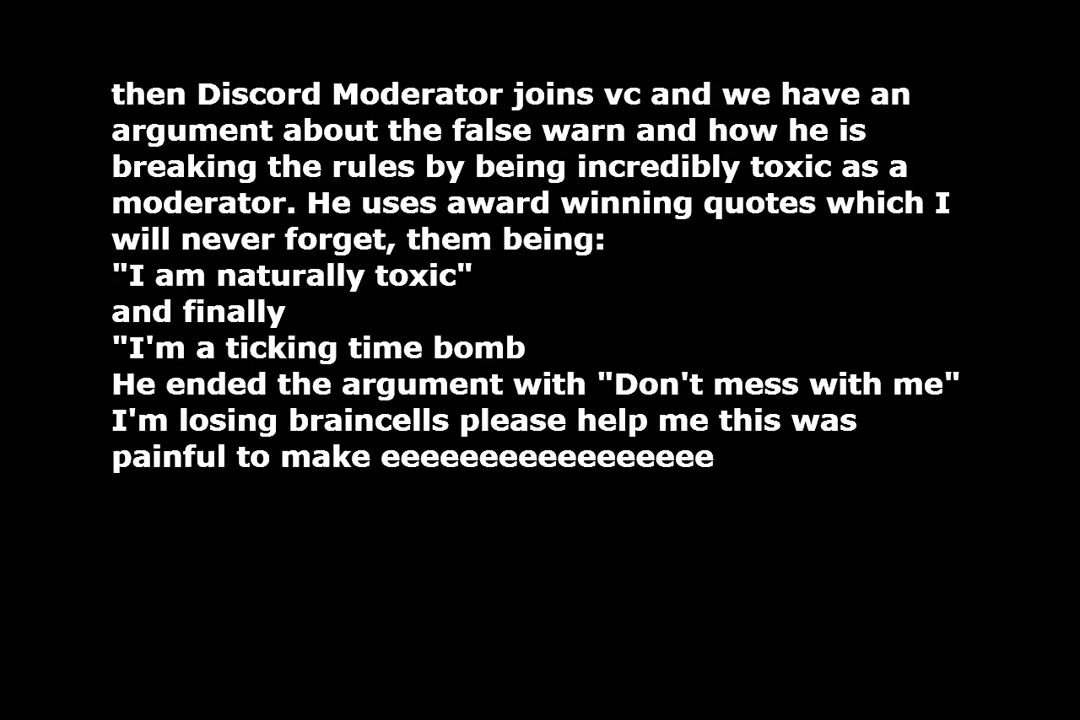 then Discord Moderator joins vc and we have an
argument about the false warn and how he is
breaking the rules by being incredibly toxic as a
moderator. He uses award winning quotes which I
will never forget, them being:
"I am naturally toxic"
and finally
"I'm a ticking time bomb
He ended the argument with "Don't mess with me"
I'm losing braincells please help me this was
painful to make eeeeeeeeeeeeeeeee